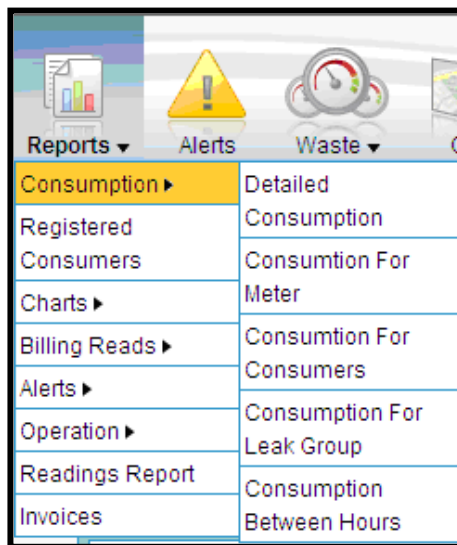 Reports
Alerts
Waste
Consumption
Registered
Consumers
Charts
Billing Reads
Alerts
Operation
Readings Report
Invoices
Detailed
Consumption
Consumtion For
Meter
Consumtion For
Consumers
Consumption For
Leak Group
Consumption
Between Hours